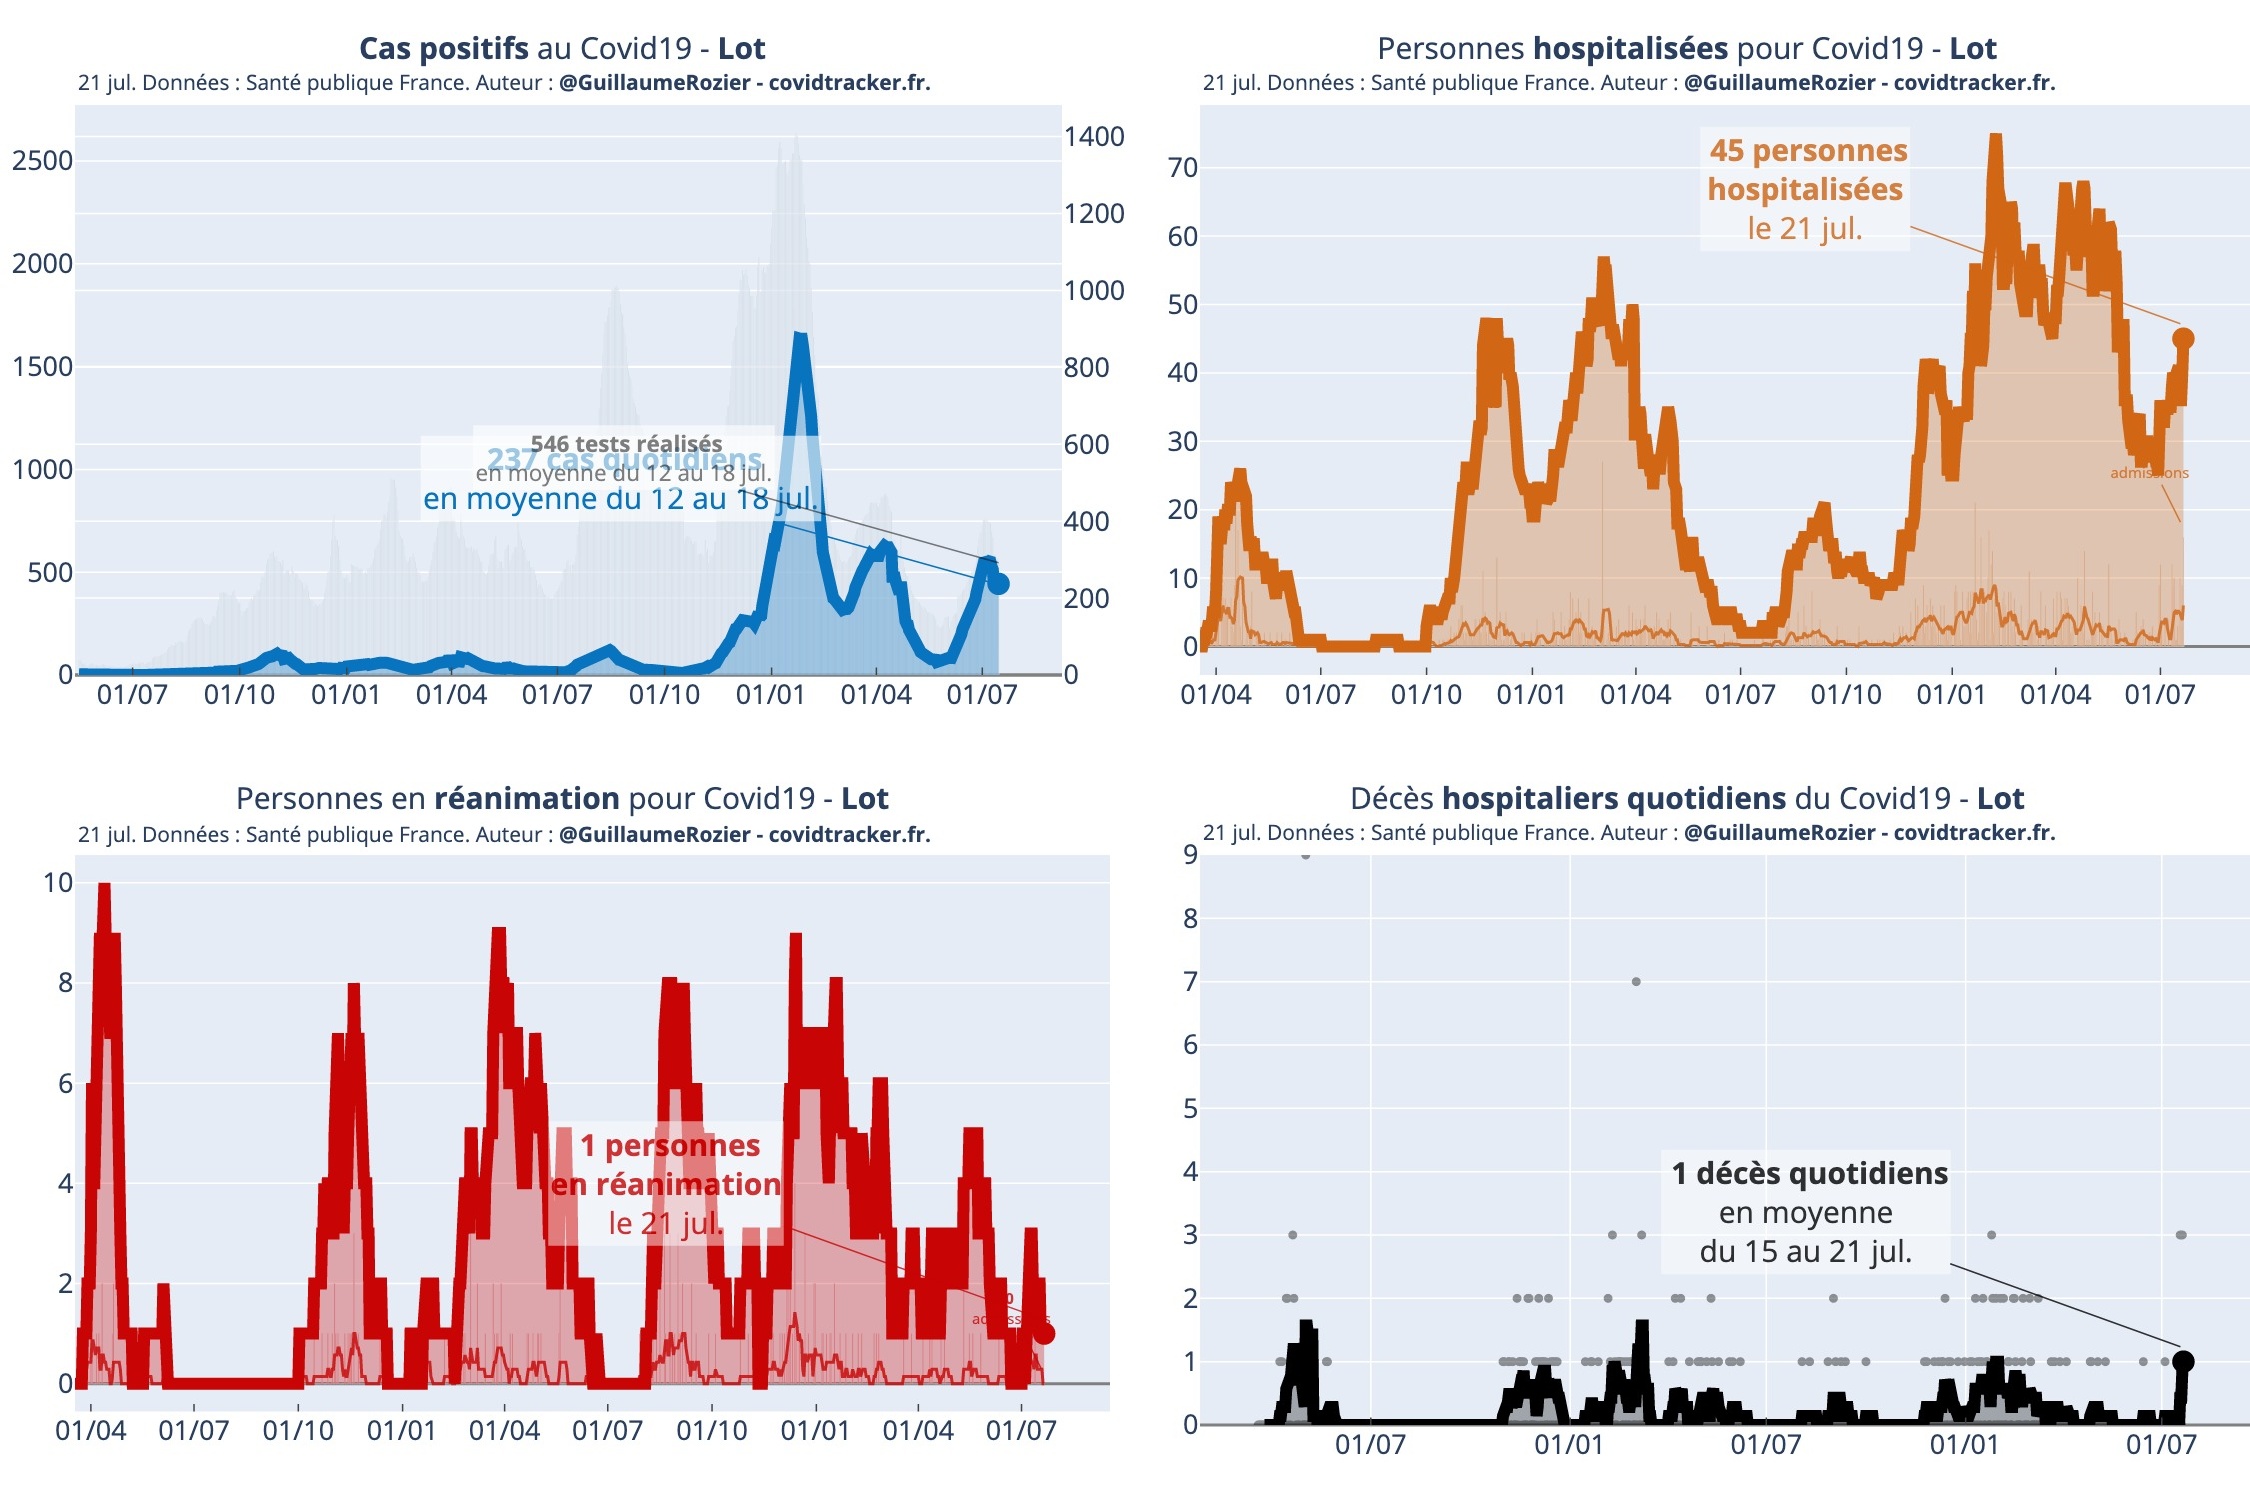 Cas positifs au Covid19 - Lot
21 jul. Données : Santé publique France. Auteur : @GuillaumeRozier - covidtracker.fr.
2500
2000
1500
1000
500
0
1400
1200
1000
800
600
400
200
0
546 tests réalisés
en moyenne du 12 au 18 jul.
237 cas quotidiens
en moyenne du 12 au 18 jul.
01/07 01/10 01/01 01/04 01/07 01/10 01/01 01/04 01/07
Personnes hospitalisées pour Covid19 - Lot
21 jul. Données : Santé publique France. Auteur : @GuillaumeRozier - covidtracker.fr.
70
60
50
40
30
20
10
0
45 personnes
hospitalisées
le 21 jul.
admissions
01/04 01/07 01/10 01/01 01/04 01/07 01/10 01/01 01/04 01/07
Personnes en réanimation pour Covid19 - Lot
21 jul. Données : Santé publique France. Auteur : @GuillaumeRozier - covidtracker.fr.
10
8
6
4
2
0
1 personnes
en réanimation
le 21 jul.
0
admissions
01/04 01/07 01/10 01/01 01/04 01/07 01/10 01/01 01/04 01/07
Décès hospitaliers quotidiens du Covid19 - Lot
21 jul. Données : Santé publique France. Auteur : @GuillaumeRozier - covidtracker.fr.
9
8
7
6
5
4
3
2
1
0
1 décès quotidiens
en moyenne
du 15 au 21 jul.
01/07 01/01 01/07 01/01 01/07